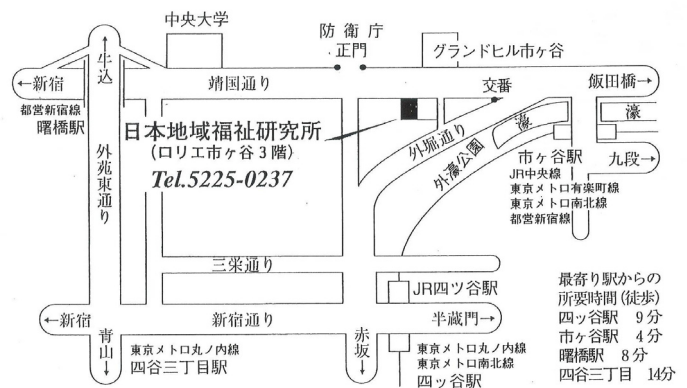 中央大学
防衛庁
正門
グランドヒル市ヶ谷
牛込
←新宿
靖国通り
交番
飯田橋→
都営新宿線
曙橋駅
日本地域福祉研究所
(ロリエ市ヶ谷3階)
Tel.5225-0237
外苑東通り
外堀通り
外濠公園
濠
濠
市ヶ谷駅
JR中央線
東京メトロ有楽町線
東京メトロ南北線
都営新宿線
九段→
三栄通り
JR四ツ谷駅
←新宿
新宿通り
半蔵門→
青山
赤坂
東京メトロ丸ノ内線
四谷三丁目駅
東京メトロ丸ノ内線
東京メトロ南北線
四ッ谷駅
最寄り駅からの
所要時間(徒歩)
四ッ谷駅 9分
市ヶ谷駅 4分
曙橋駅 8分
四谷三丁目 14分